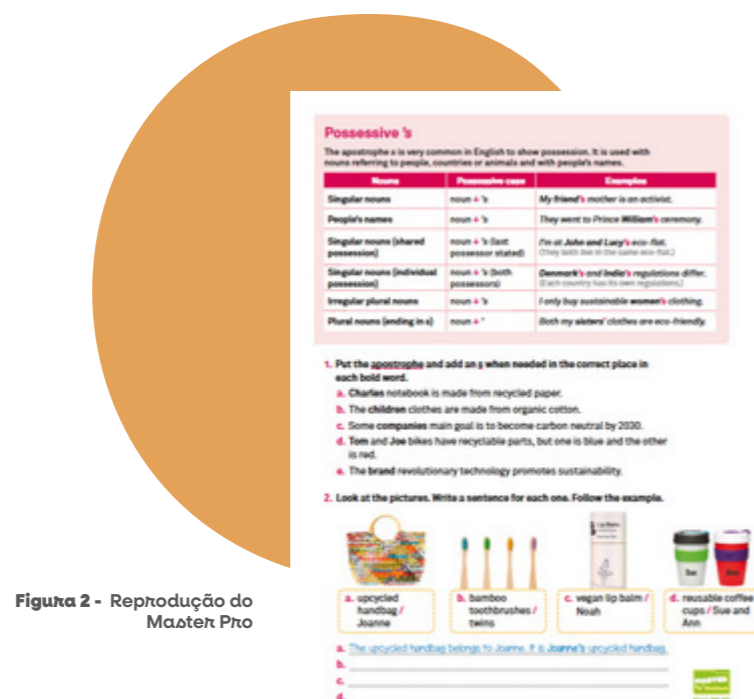 Possessive 's
The apostrophe s is very common in English to show possession. It is used with
nouns referring to people, countries or animals and with people's names.
Nouns Possessive case Examples
Singular nouns noun + 's My friend's mother is an activist.
People's names noun + 's They went to Prince William's ceremony.
Singular nouns (shared noun + 's (last I'm at John and Lucy's eco-flat.
possession) possessor stated) (They both live in the same eco-flat.)
Singular nouns (individual noun + 's (both Denmark's and India's regulations differ.
possession) possessors) (Each country has its own regulations.)
Irregular plural nouns noun + 's I only buy sustainable women's clothing.
Plural nouns (ending in s) noun + ' Both my sisters' clothes are eco-friendly.
1. Put the apostrophe and add an s when needed in the correct place in
each bold word.
a. Charles notebook is made from recycled paper.
b. The children clothes are made from organic cotton.
c. Some companies main goal is to become carbon neutral by 2030.
d. Tom and Joe bikes have recyclable parts, but one is blue and the other
is red.
e. The brand revolutionary technology promotes sustainability.
2. Look at the pictures. Write a sentence for each one. Follow the example.
Lip Balm
Sue Ann
a. upcycled
handbag /
Joanne
b. bamboo
toothbrushes /
twins
c. vegan lip balm /
Noah
d. reusable coffee
cups / Sue and
Ann
a. The upcycled handbag belongs to Joanne. It is Joanne's upcycled handbag.
b.
c.
d.
MASTER
Figura 2 - Reprodução do
Master Pro